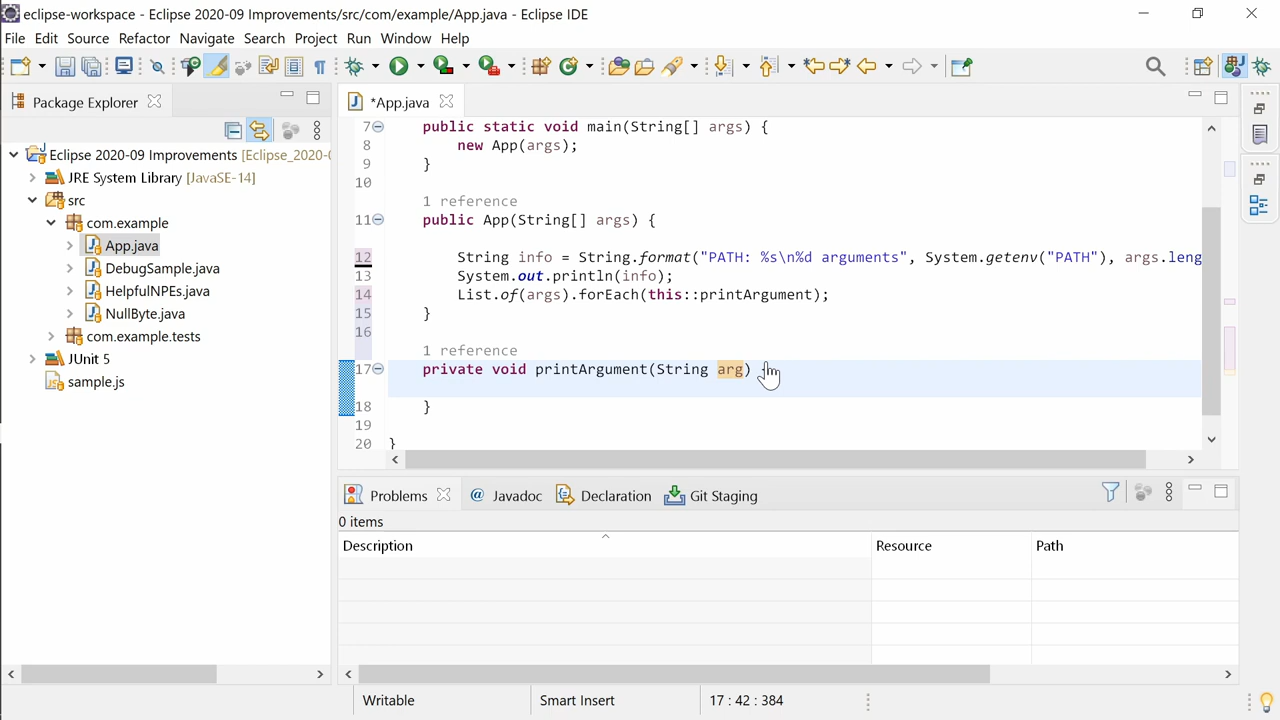 eclipse-workspace - Eclipse 2020-09 Improvements/src/com/example/App.java - Eclipse IDE
File Edit Source Refactor Navigate Search Project Run Window Help
Package Explorer
*App.java
Eclipse 2020-09 Improvements [Eclipse_2020-
JRE System Library [JavaSE-14]
src
com.example
App.java
DebugSample.java
HelpfulNPEs.java
NullByte.java
com.example.tests
JUnit 5
sample.js
7 public static void main(String[] args) {
8 new App(args);
9 }
10
1 reference
11 public App(String[] args) {
12 String info = String.format("PATH: %s\n%d arguments", System.getenv("PATH"), args.leng
13 System.out.println(info);
14 List.of(args).forEach(this::printArgument);
15 }
16
1 reference
17 private void printArgument(String arg) {
18 }
19
20 }
Problems @ Javadoc Declaration Git Staging
0 items
Description Resource Path
Writable Smart Insert 17 : 42 : 384